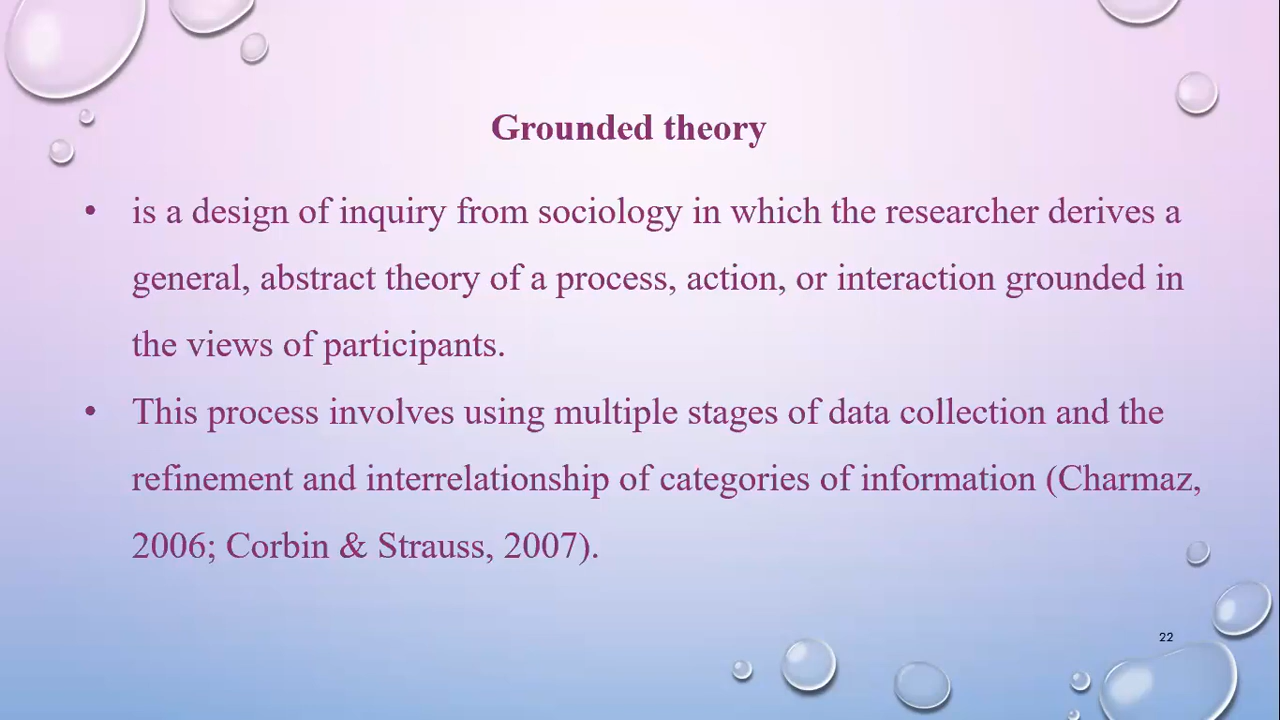 Grounded theory
• is a design of inquiry from sociology in which the researcher derives a
general, abstract theory of a process, action, or interaction grounded in
the views of participants.
• This process involves using multiple stages of data collection and the
refinement and interrelationship of categories of information (Charmaz,
2006; Corbin & Strauss, 2007).
22